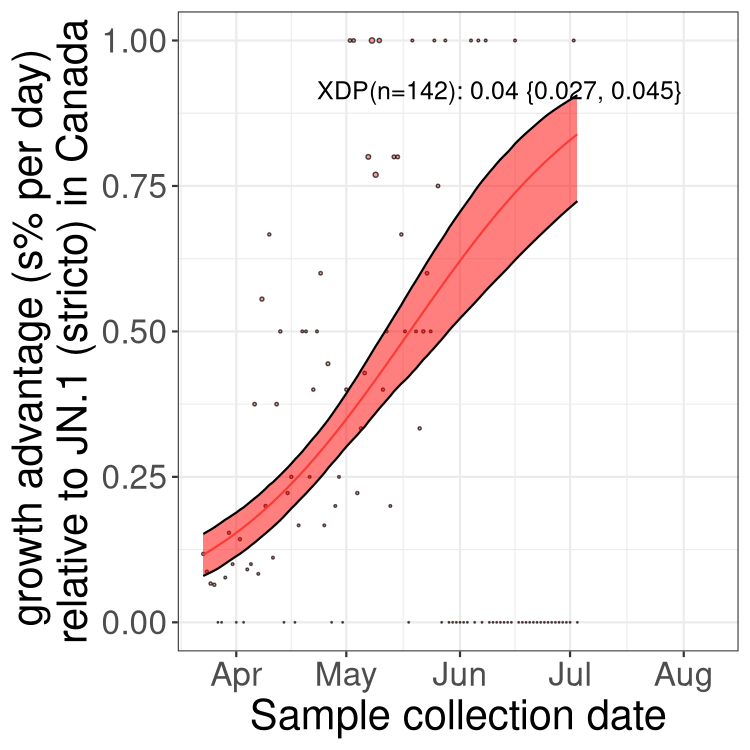 growth advantage (s% per day)
relative to JN.1 (stricto) in Canada
1.00
0.75
0.50
0.25
0.00
XDP(n=142): 0.04 {0.027, 0.045}
Apr May Jun Jul Aug
Sample collection date